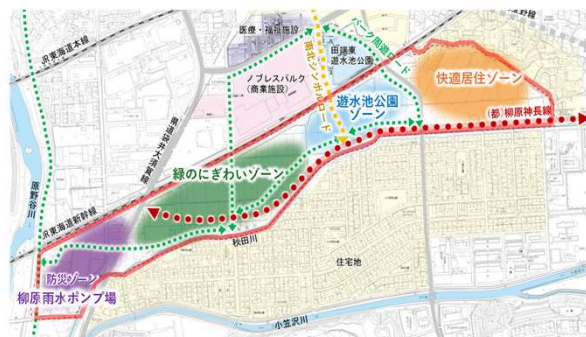 医療・福祉施設
JR東海道本線
田端東
遊水池公園
パーク周遊ロード
ノブレスパルク
(商業施設)
南北シンボルロード
快適居住ゾーン
遊水池公園
ゾーン
(都)柳原神長線
県道袋井大須賀線
緑のにぎわいゾーン
原野谷川
JR東海道新幹線
秋田川
住宅地
防災ゾーン
柳原雨水ポンプ場
小笠沢川